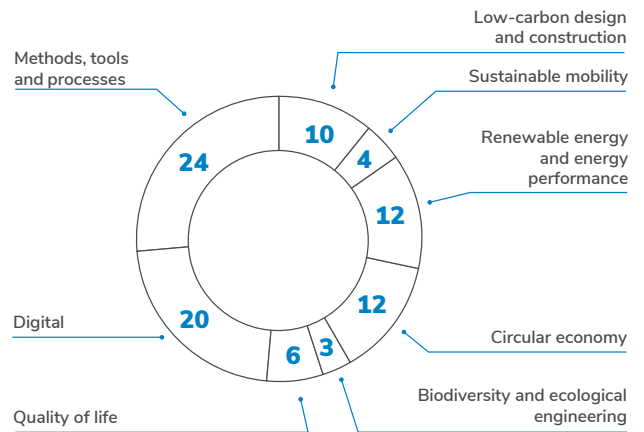 Low-carbon design
and construction
Methods, tools
and processes
Sustainable mobility
10
4
24
Renewable energy
and energy
performance
12
12
20
Digital
Circular economy
6
3
Biodiversity and ecological
engineering
Quality of life